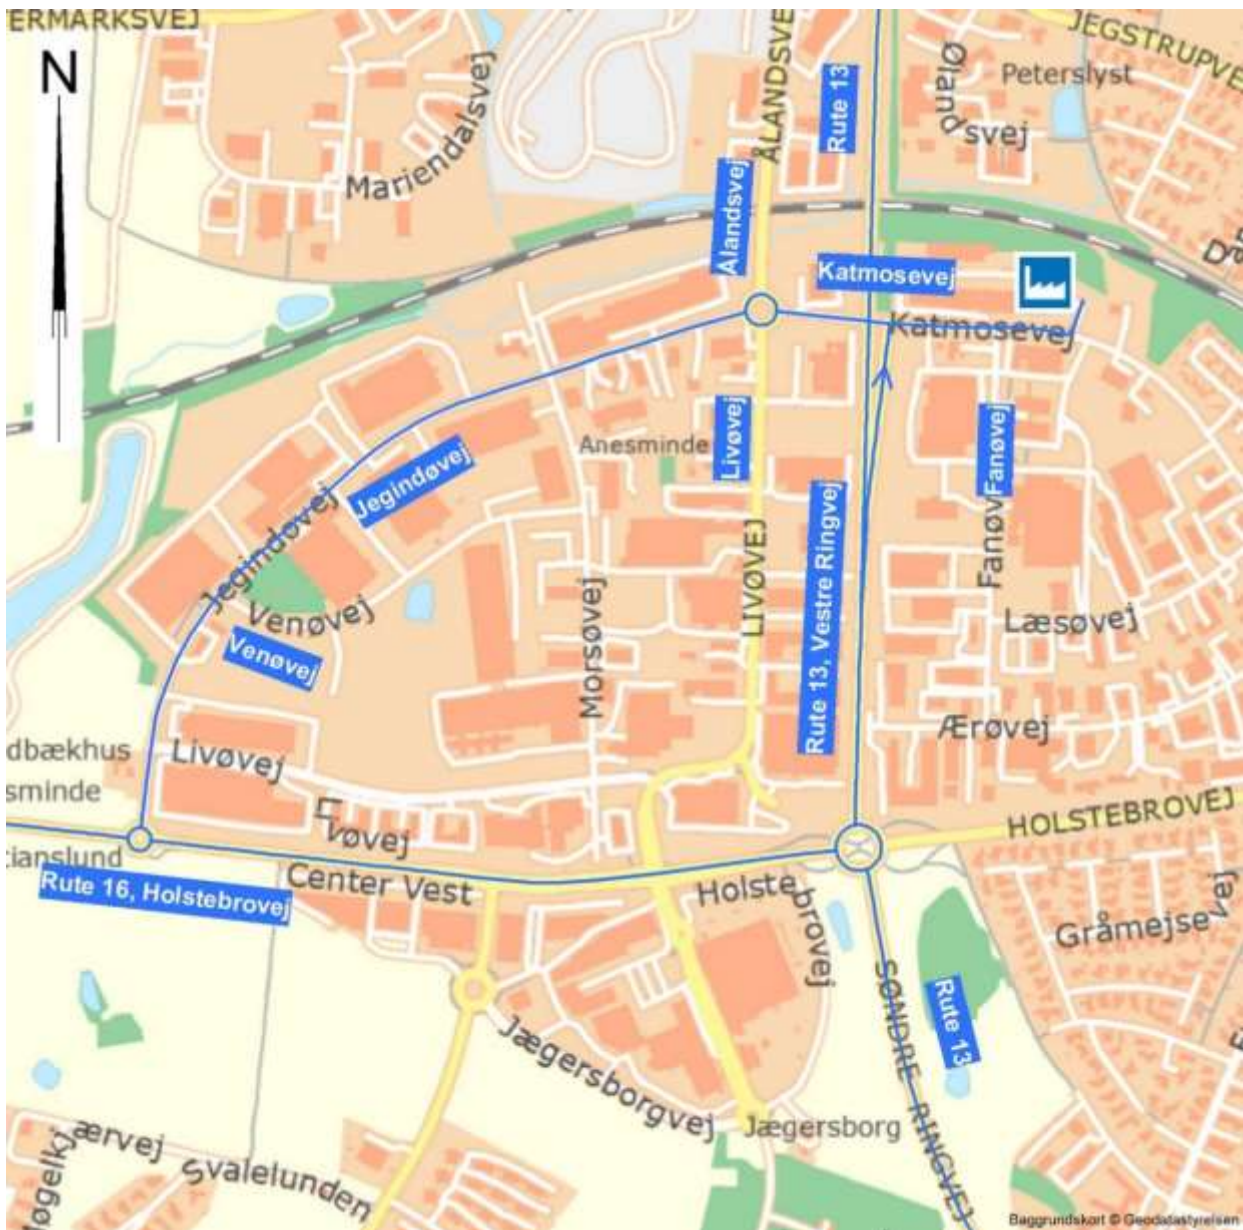 ERMARKSVEJ
JEGSTRUPVE
N
ÅLANDSVE
Rute 13
Øland
svej
Peterslyst
Mariendalsvej
Ålandsvej
Katmosevej
Katmosevej
Jegindøvej
Anesminde
Livøvej
Fanøvej
Fanøv
Jegindøvej
Venøvej
Venøvej
Morsøvej
LIVØVEJ
Rute 13, Vestre Ringvej
Læsøvej
Ærøvej
dbækhus
sminde
Livøvej
Livøvej
HOLSTEBROVEJ
tianslund
Rute 16, Holstebrovej
Center Vest
Holstebrovej
Gråmejsevej
SØNDRE RINGVEJ
Rute 13
Jægersborgvej
Jægersborg
ærvej
Svalelunden
Baggrundskort © Geodatastyrelsen